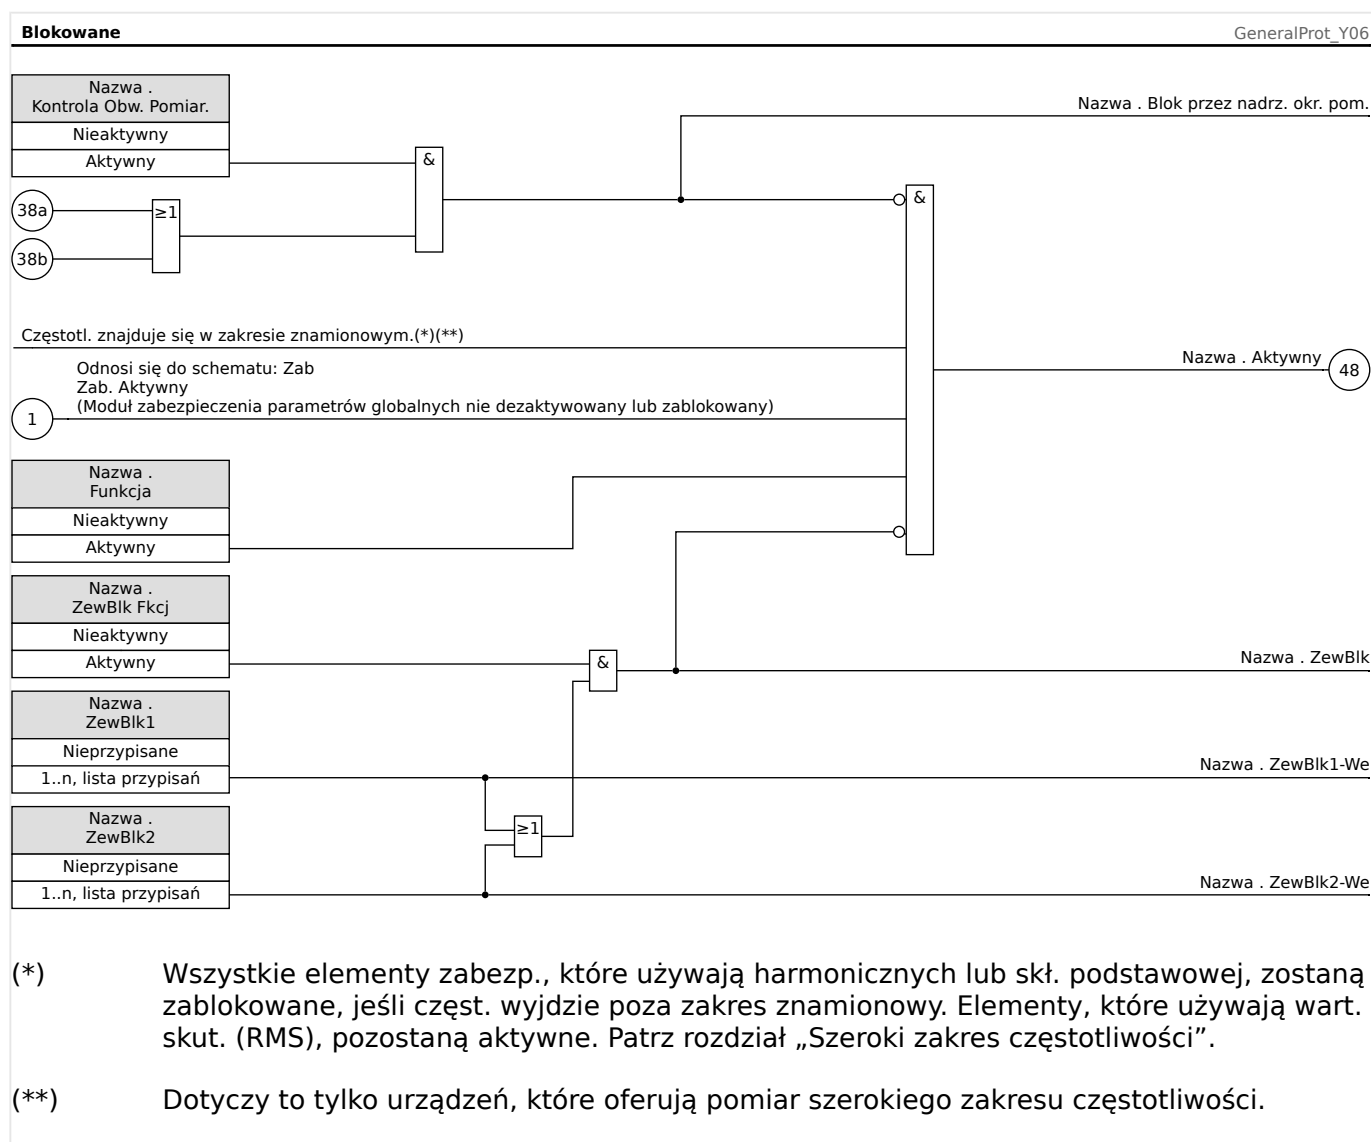 Blokowane
GeneralProt_Y06
Nazwa .
Kontrola Obw. Pomiar.
Nieaktywny
Aktywny
Nazwa . Blok przez nadrz. okr. pom.
&
&
38a
≥1
38b
Częstotl. znajduje się w zakresie znamionowym.(*)(**)
Odnosi się do schematu: Zab
Zab. Aktywny
(Moduł zabezpieczenia parametrów globalnych nie dezaktywowany lub zablokowany)
1
Nazwa . Aktywny
48
Nazwa .
Funkcja
Nieaktywny
Aktywny
Nazwa .
ZewBlk Fkcj
Nieaktywny
Aktywny
&
Nazwa . ZewBlk
Nazwa .
ZewBlk1
Nieprzypisane
1..n, lista przypisań
Nazwa . ZewBlk1-We
Nazwa .
ZewBlk2
Nieprzypisane
1..n, lista przypisań
≥1
Nazwa . ZewBlk2-We
(*) Wszystkie elementy zabezp., które używają harmonicznych lub skł. podstawowej, zostaną
zablokowane, jeśli częst. wyjdzie poza zakres znamionowy. Elementy, które używają wart.
skut. (RMS), pozostaną aktywne. Patrz rozdział „Szeroki zakres częstotliwości”.
(**) Dotyczy to tylko urządzeń, które oferują pomiar szerokiego zakresu częstotliwości.